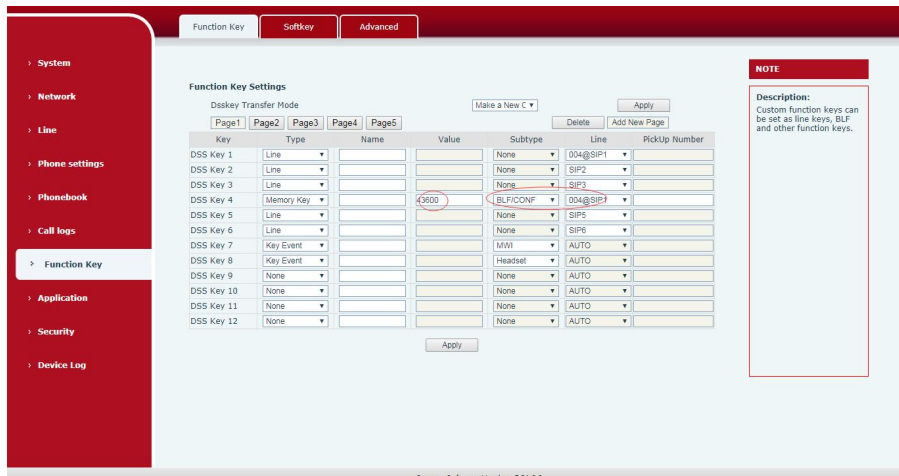 Function Key Softkey Advanced
› System
› Network
› Line
› Phone settings
› Phonebook
› Call logs
› Function Key
› Application
› Security
› Device Log
Function Key Settings
Dsskey Transfer Mode Make a New C Apply
Page1 Page2 Page3 Page4 Page5 Delete Add New Page
Key Type Name Value Subtype Line PickUp Number
DSS Key 1 Line None 004@SIP1
DSS Key 2 Line None SIP2
DSS Key 3 Line None SIP3
DSS Key 4 Memory Key 43600 BLF/CONF 004@SIP1
DSS Key 5 Line None SIP5
DSS Key 6 Line None SIP6
DSS Key 7 Key Event MWI AUTO
DSS Key 8 Key Event Headset AUTO
DSS Key 9 None None AUTO
DSS Key 10 None None AUTO
DSS Key 11 None None AUTO
DSS Key 12 None None AUTO
Apply
NOTE
Description:
Custom function keys can
be set as line keys, BLF
and other function keys.